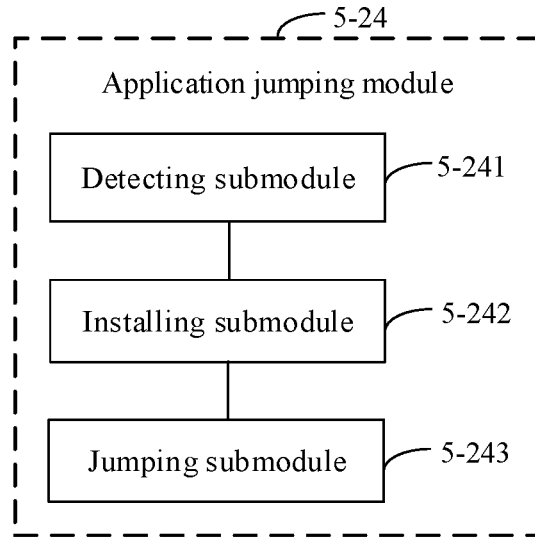 5-24
Application jumping module
Detecting submodule
5-241
Installing submodule
5-242
Jumping submodule
5-243